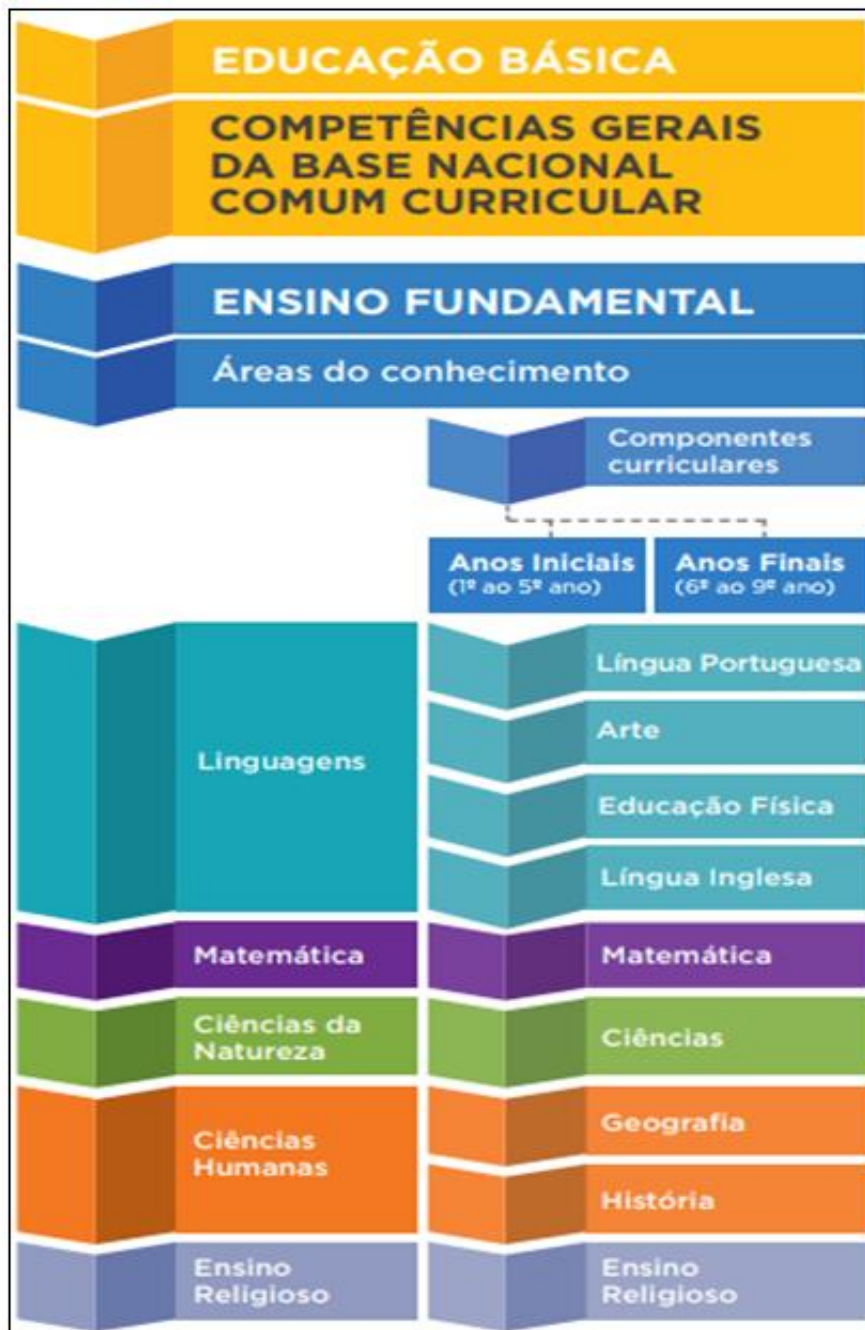 EDUCAÇÃO BÁSICA
COMPETÊNCIAS GERAIS
DA BASE NACIONAL
COMUM CURRICULAR
ENSINO FUNDAMENTAL
Áreas do conhecimento
Componentes
curriculares
Anos Iniciais
(1º ao 5º ano)
Anos Finais
(6º ao 9º ano)
Linguagens
Língua Portuguesa
Arte
Educação Física
Língua Inglesa
Matemática
Matemática
Ciências da
Natureza
Ciências
Ciências
Humanas
Geografia
História
Ensino
Religioso
Ensino
Religioso